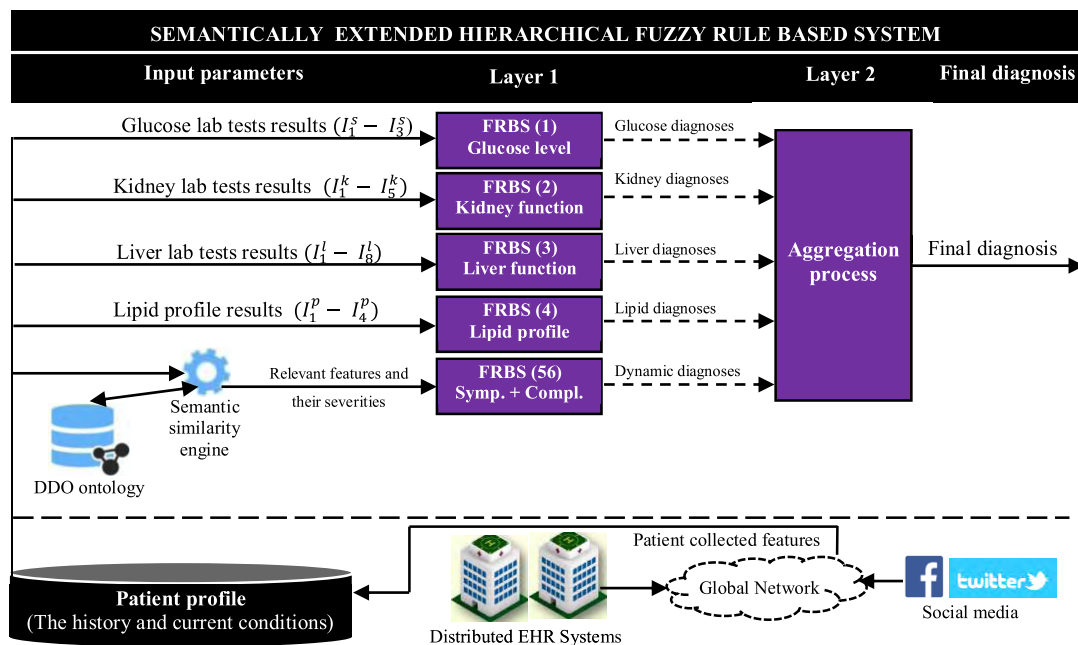 SEMANTICALLY EXTENDED HIERARCHICAL FUZZY RULE BASED SYSTEM
Input parameters
Layer 1
Layer 2
Final diagnosis
Glucose lab tests results (I₁ˢ − I₃ˢ)
FRBS (1)
Glucose level
Glucose diagnoses
Kidney lab tests results (I₁ᵏ − I₅ᵏ)
FRBS (2)
Kidney function
Kidney diagnoses
Liver lab tests results (I₁ˡ − I₈ˡ)
FRBS (3)
Liver function
Liver diagnoses
Lipid profile results (I₁ᵖ − I₄ᵖ)
FRBS (4)
Lipid profile
Lipid diagnoses
Relevant features and
their severities
FRBS (56)
Symp. + Compl.
Dynamic diagnoses
Aggregation
process
Final diagnosis
Semantic
similarity
engine
DDO ontology
Patient collected features
Patient profile
(The history and current conditions)
Distributed EHR Systems
Global Network
f
twitter
Social media
H
H